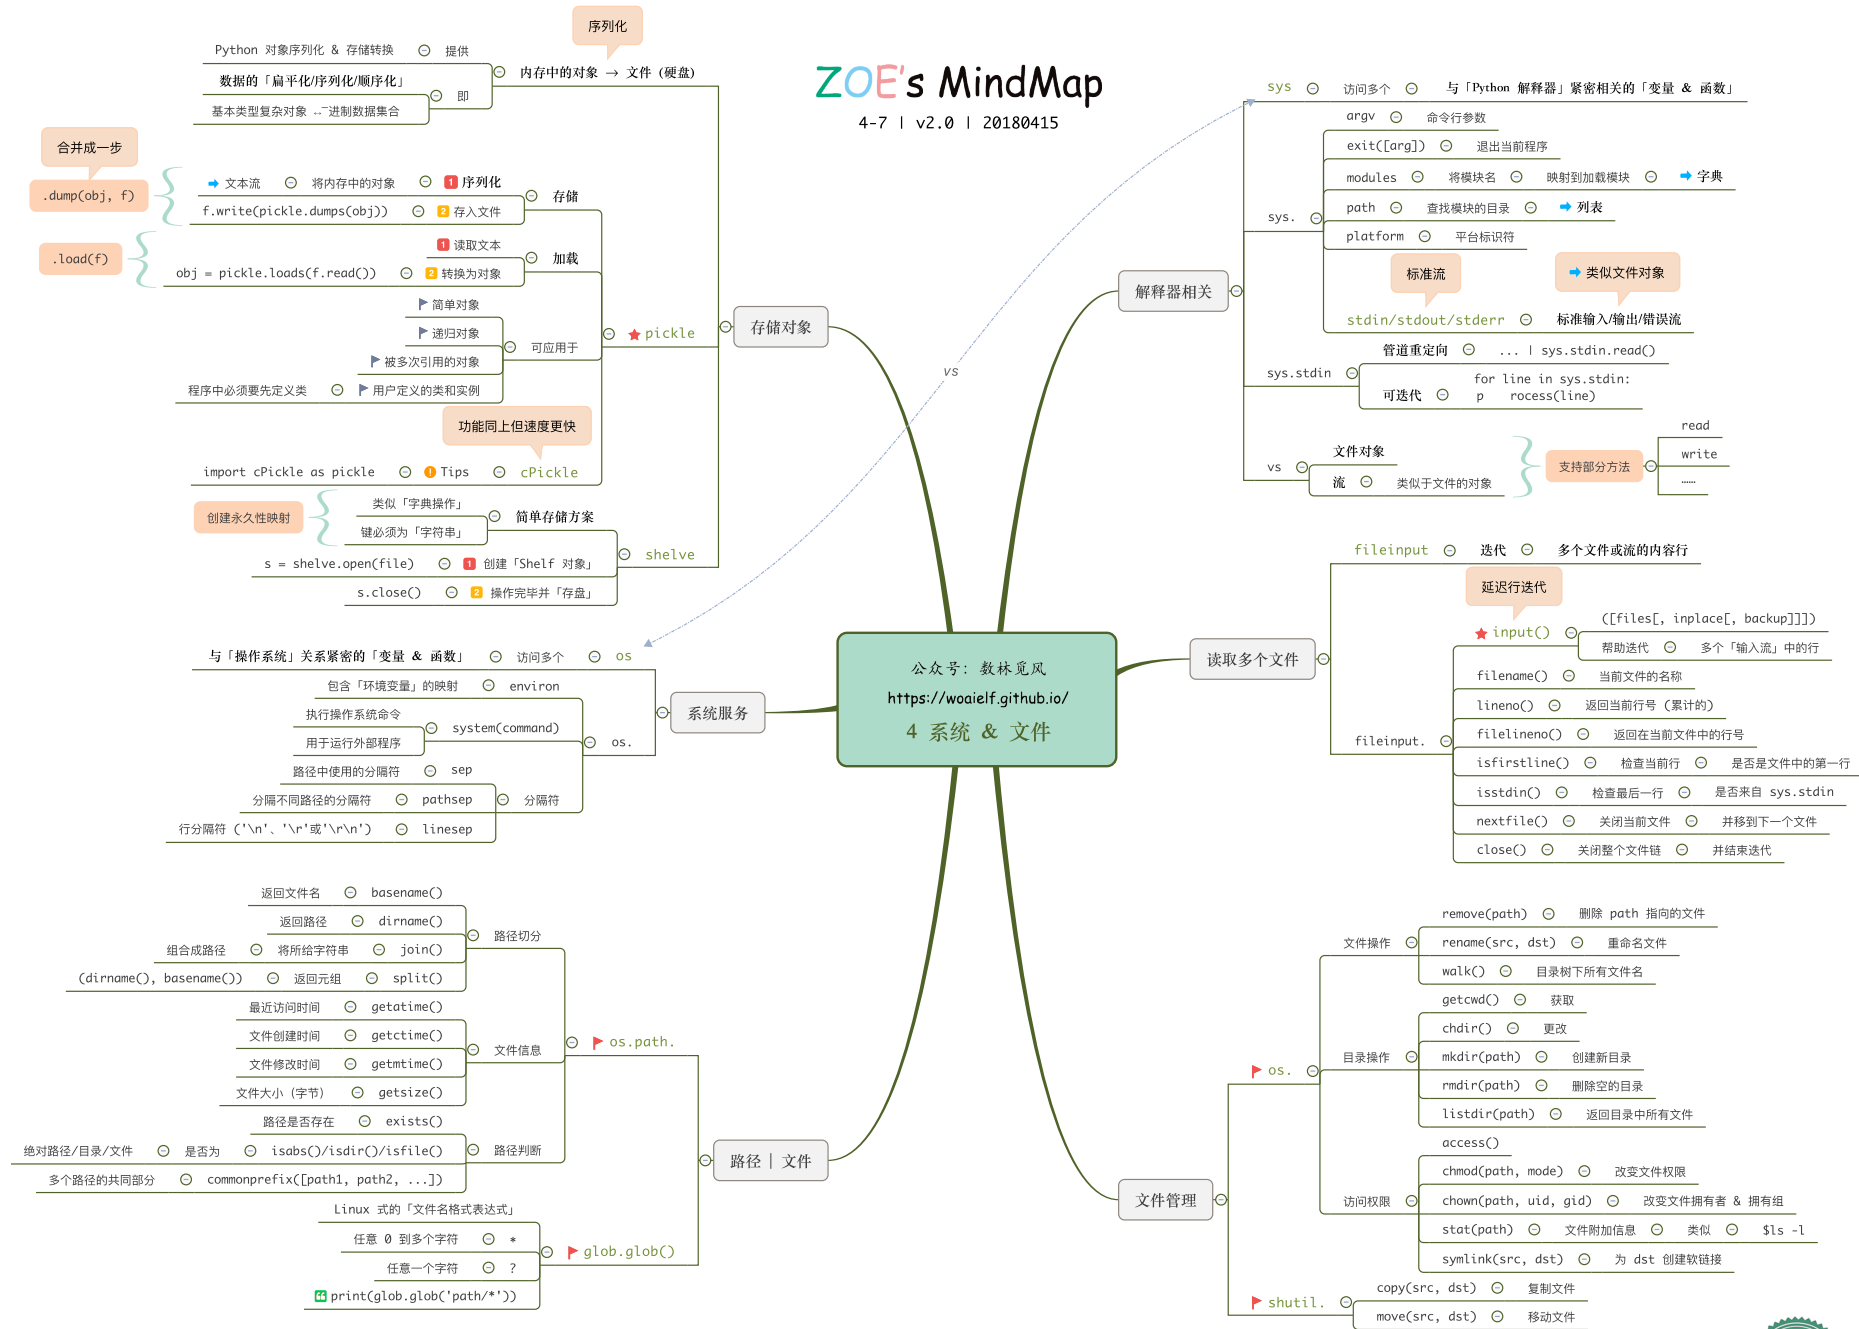 ZOE's MindMap
4-7 | v2.0 | 20180415
公众号：数林觅风
https://woaielf.github.io/
4 系统 & 文件
vs
存储对象
序列化
内存中的对象 → 文件 (硬盘)
提供
Python 对象序列化 & 存储转换
即
数据的「扁平化/序列化/顺序化」
基本类型复杂对象 ↔二进制数据集合
pickle
存储
1 序列化
将内存中的对象
文本流
2 存入文件
f.write(pickle.dumps(obj))
合并成一步
.dump(obj, f)
加载
1 读取文本
2 转换为对象
obj = pickle.loads(f.read())
.load(f)
可应用于
简单对象
递归对象
被多次引用的对象
用户定义的类和实例
程序中必须要先定义类
功能同上但速度更快
cPickle
Tips
import cPickle as pickle
shelve
简单存储方案
类似「字典操作」
键必须为「字符串」
创建永久性映射
1 创建「Shelf 对象」
s = shelve.open(file)
2 操作完毕并「存盘」
s.close()
系统服务
os
访问多个
与「操作系统」关系紧密的「变量 & 函数」
os.
environ
包含「环境变量」的映射
system(command)
执行操作系统命令
用于运行外部程序
分隔符
sep
路径中使用的分隔符
pathsep
分隔不同路径的分隔符
linesep
行分隔符 ('\n'、'\r'或'\r\n')
路径 | 文件
os.path.
路径切分
basename()
返回文件名
dirname()
返回路径
join()
将所给字符串
组合成路径
split()
返回元组
(dirname(), basename())
文件信息
getatime()
最近访问时间
getctime()
文件创建时间
getmtime()
文件修改时间
getsize()
文件大小 (字节)
路径判断
exists()
路径是否存在
isabs()/isdir()/isfile()
是否为
绝对路径/目录/文件
commonprefix([path1, path2, ...])
多个路径的共同部分
glob.glob()
Linux 式的「文件名格式表达式」
*
任意 0 到多个字符
?
任意一个字符
print(glob.glob('path/*'))
解释器相关
sys
访问多个
与「Python 解释器」紧密相关的「变量 & 函数」
sys.
argv
命令行参数
exit([arg])
退出当前程序
modules
将模块名
映射到加载模块
字典
path
查找模块的目录
列表
platform
平台标识符
标准流
类似文件对象
stdin/stdout/stderr
标准输入/输出/错误流
sys.stdin
管道重定向
... | sys.stdin.read()
可迭代
for line in sys.stdin:
p rocess(line)
vs
文件对象
流
类似于文件的对象
支持部分方法
read
write
……
读取多个文件
fileinput
迭代
多个文件或流的内容行
延迟行迭代
fileinput.
input()
([files[, inplace[, backup]]])
帮助迭代
多个「输入流」中的行
filename()
当前文件的名称
lineno()
返回当前行号 (累计的)
filelineno()
返回在当前文件中的行号
isfirstline()
检查当前行
是否是文件中的第一行
isstdin()
检查最后一行
是否来自 sys.stdin
nextfile()
关闭当前文件
并移到下一个文件
close()
关闭整个文件链
并结束迭代
文件管理
os.
文件操作
remove(path)
删除 path 指向的文件
rename(src, dst)
重命名文件
walk()
目录树下所有文件名
目录操作
getcwd()
获取
chdir()
更改
mkdir(path)
创建新目录
rmdir(path)
删除空的目录
listdir(path)
返回目录中所有文件
访问权限
access()
chmod(path, mode)
改变文件权限
chown(path, uid, gid)
改变文件拥有者 & 拥有组
stat(path)
文件附加信息
类似
$ls -l
symlink(src, dst)
为 dst 创建软链接
shutil.
copy(src, dst)
复制文件
move(src, dst)
移动文件